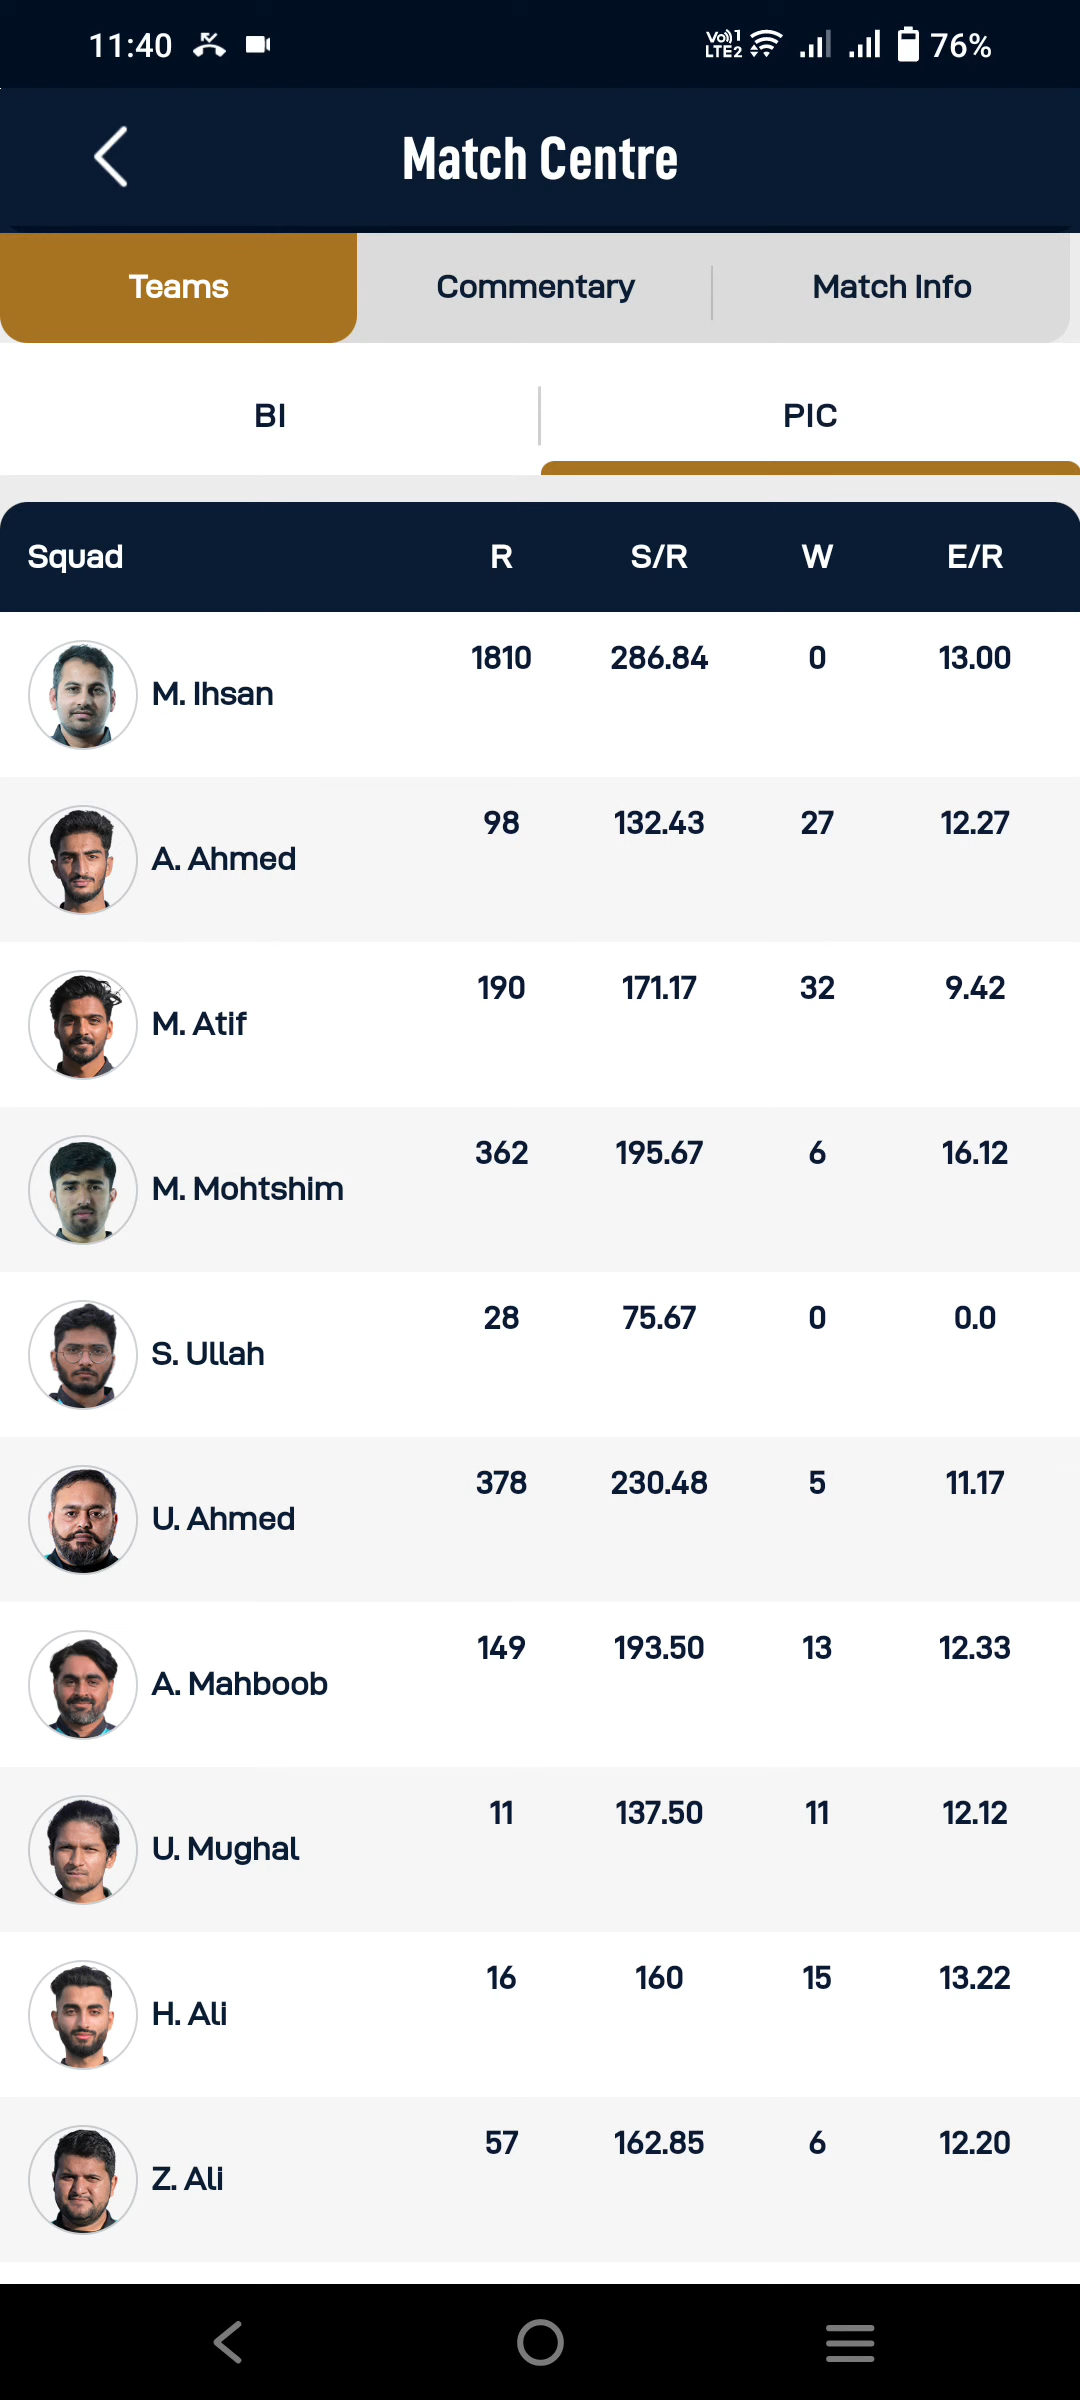 11:40 Vo))1 LTE2 76%
Match Centre
Teams Commentary Match Info
BI PIC
Squad R S/R W E/R
M. Ihsan 1810 286.84 0 13.00
A. Ahmed 98 132.43 27 12.27
M. Atif 190 171.17 32 9.42
M. Mohtshim 362 195.67 6 16.12
S. Ullah 28 75.67 0 0.0
U. Ahmed 378 230.48 5 11.17
A. Mahboob 149 193.50 13 12.33
U. Mughal 11 137.50 11 12.12
H. Ali 16 160 15 13.22
Z. Ali 57 162.85 6 12.20